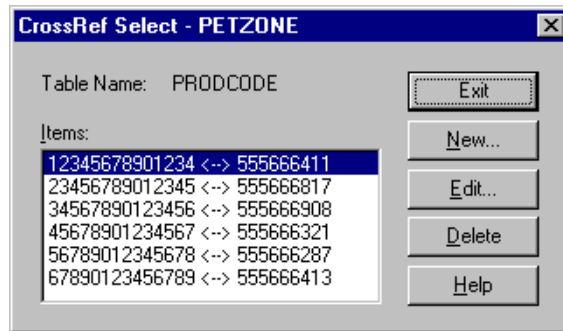 CrossRef Select - PETZONE
Table Name: PRODCODE
Exit
Items:
New...
12345678901234 <--> 555666411
23456789012345 <--> 555666817
Edit...
34567890123456 <--> 555666908
45678901234567 <--> 555666321
Delete
56789012345678 <--> 555666287
67890123456789 <--> 555666413
Help